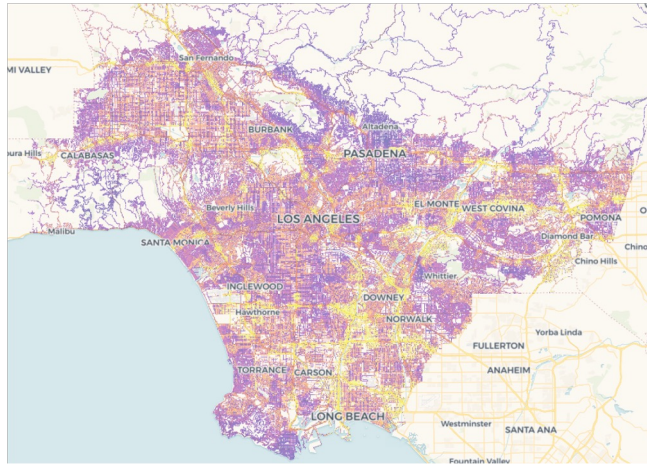 San Fernando
MI VALLEY
BURBANK
Altadena
PASADENA
oura Hills
CALABASAS
Beverly Hills
LOS ANGELES
EL MONTE
WEST COVINA
POMONA
Malibu
SANTA MONICA
Diamond Bar
Chino
Chino Hills
Whittier
INGLEWOOD
DOWNEY
Hawthorne
NORWALK
Yorba Linda
FULLERTON
TORRANCE
CARSON
ANAHEIM
LONG BEACH
Westminster
SANTA ANA
Fountain Valley